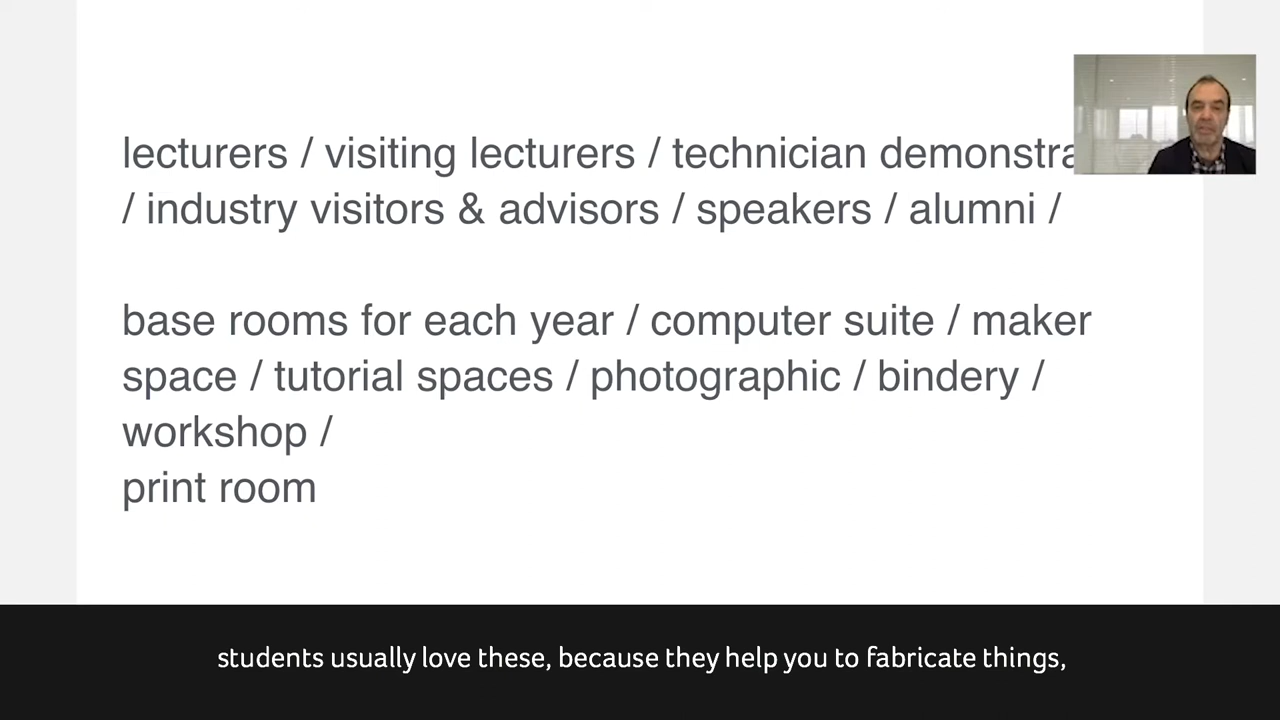 lecturers / visiting lecturers / technician
/ industry visitors & advisors / speakers / alumni /
base rooms for each year / computer suite / maker
space / tutorial spaces / photographic / bindery /
workshop /
print room
students usually love these, because they help you to fabricate things,